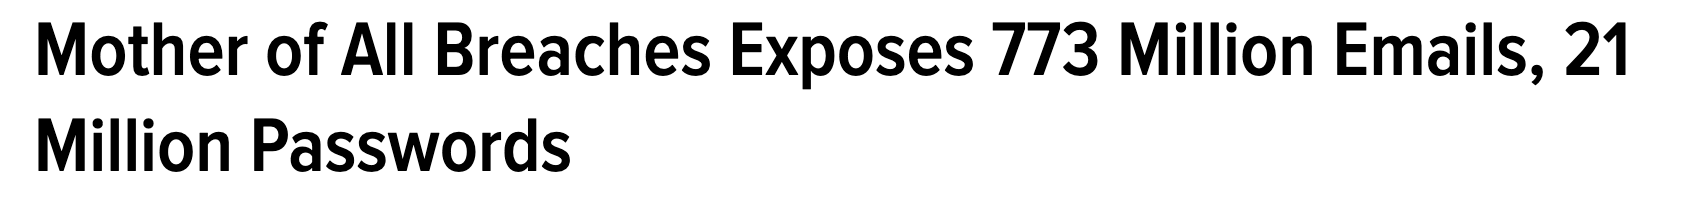 Mother of All Breaches Exposes 773 Million Emails, 21
Million Passwords